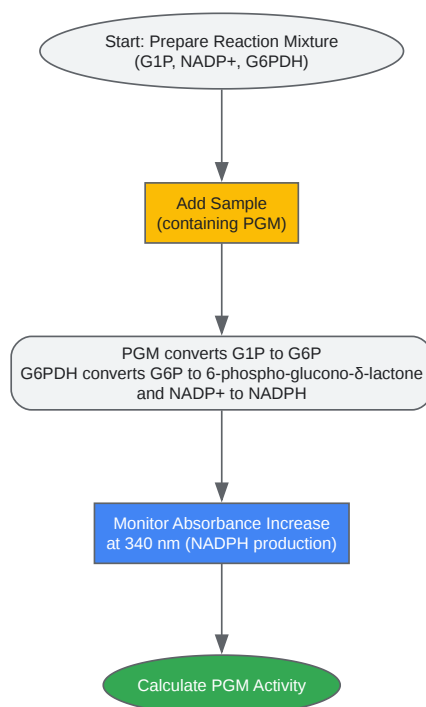 Start: Prepare Reaction Mixture
(G1P, NADP+, G6PDH)
Add Sample
(containing PGM)
PGM converts G1P to G6P
G6PDH converts G6P to 6-phospho-glucono-δ-lactone
and NADP+ to NADPH
Monitor Absorbance Increase
at 340 nm (NADPH production)
Calculate PGM Activity